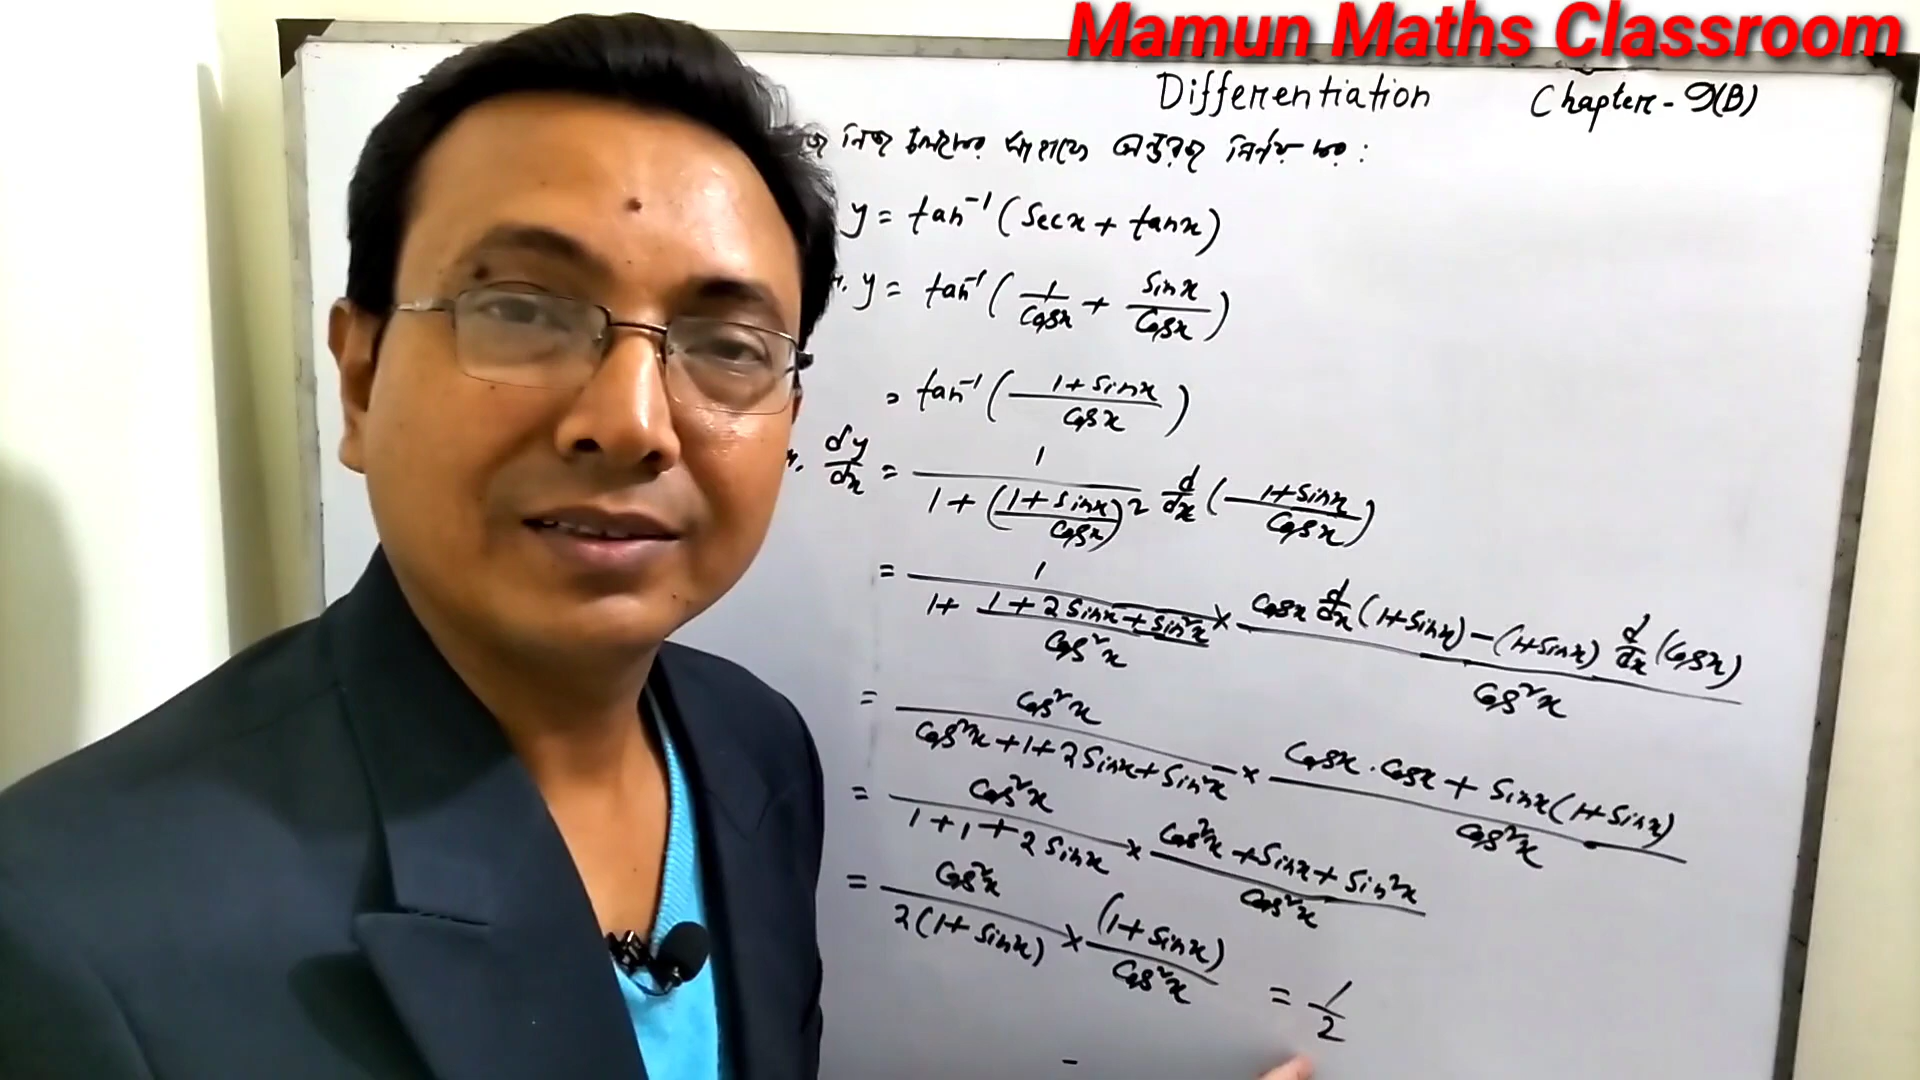 Mamun Maths Classroom
Differentiation Chapter - 9(B)
নিজ নির্ণয় কর :
y = tan⁻¹ (Secx + tanx)
y = tan⁻¹ ( 1/Cosx + Sinx/Cosx )
= tan⁻¹ ( 1+Sinx / Cosx )
dy/dx = 1 / 1 + (1+Sinx/Cosx)² d/dx ( 1+Sinx / Cosx )
= 1 / 1 + 1+2Sinx+Sin²x/Cos²x × Cosx d/dx (1+Sinx) - (1+Sinx) d/dx (Cosx) / Cos²x
= Cos²x / Cos²x+1+2Sinx+Sin²x × Cosx . Cosx + Sinx(1+Sinx) / Cos²x
= Cos²x / 1+1+2Sinx × Cos²x+Sinx+Sin²x / Cos²x
= Cos²x / 2(1+Sinx) × (1+Sinx) / Cos²x = 1/2